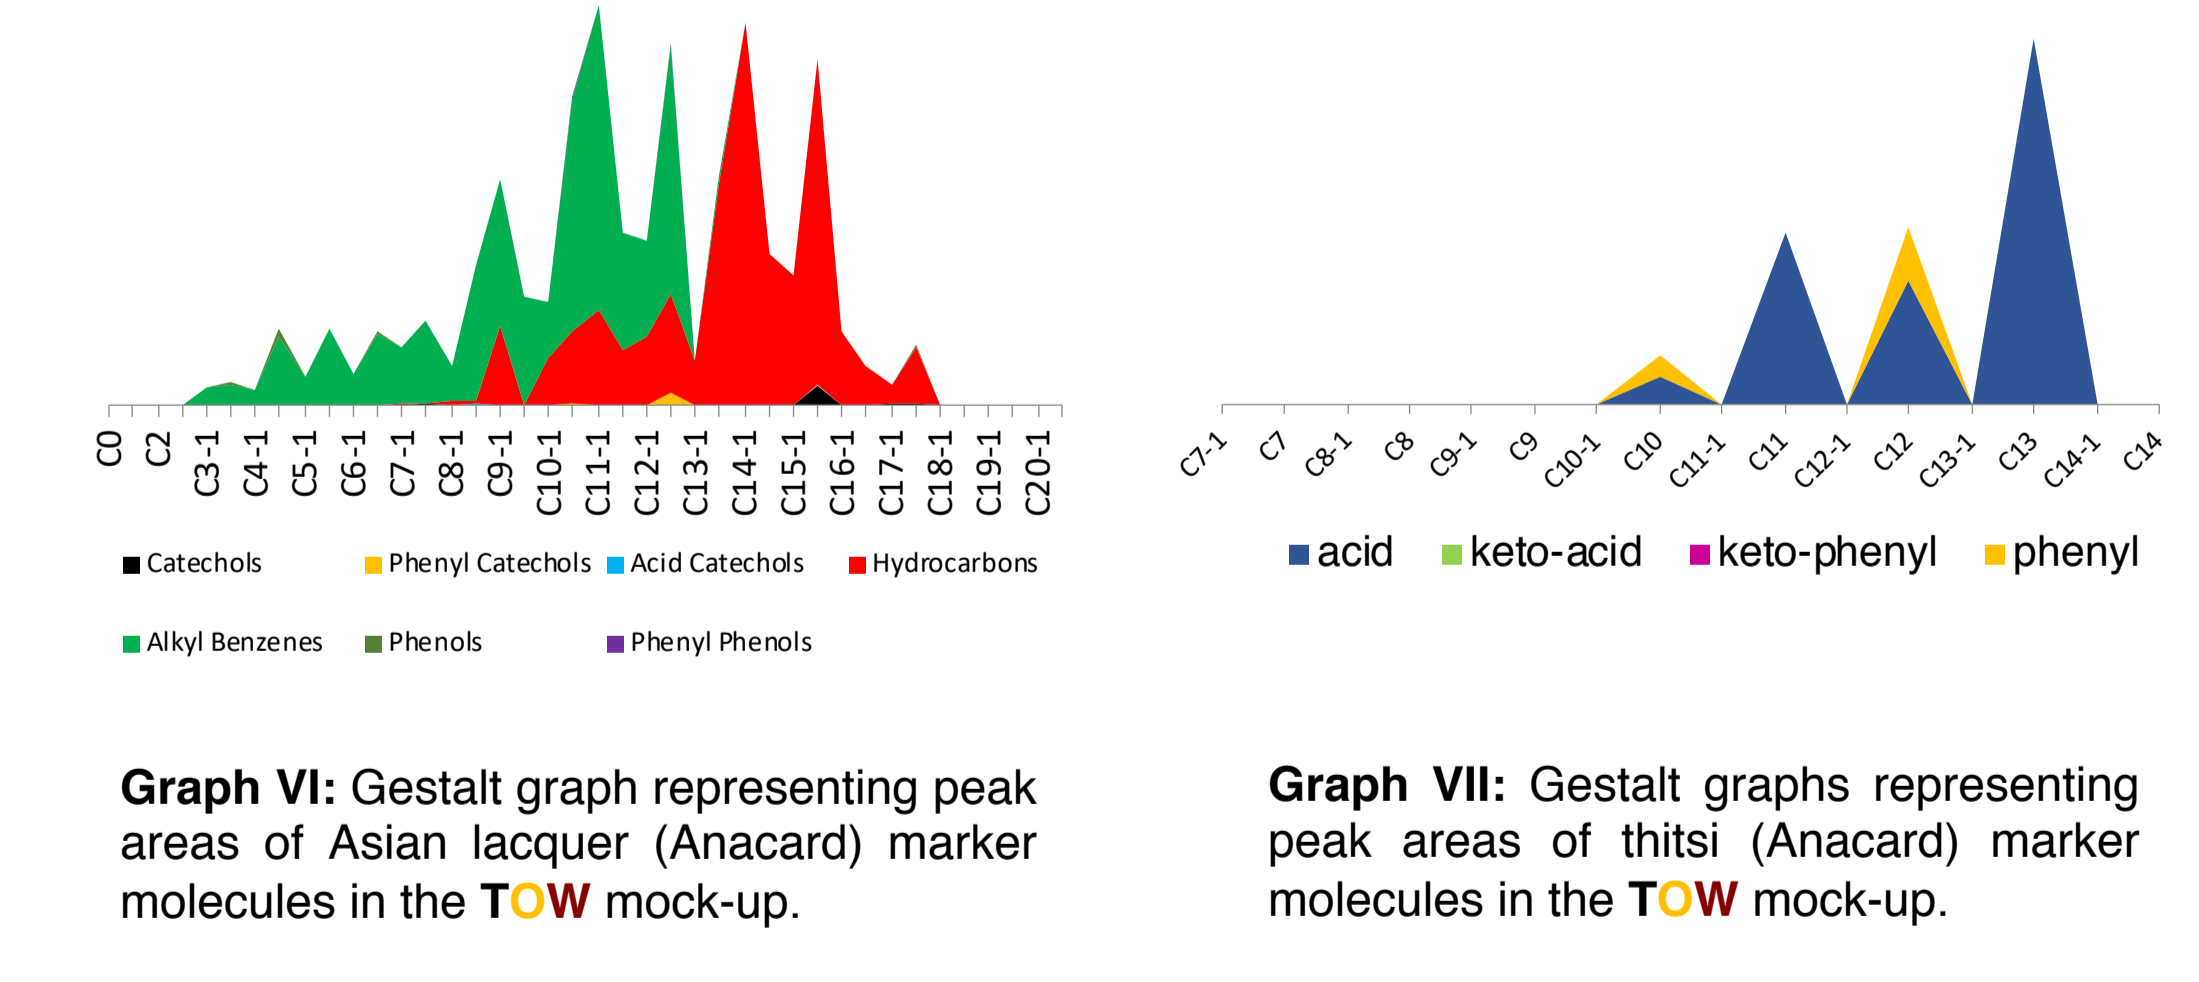 C0 C2 C3-1 C4-1 C5-1 C6-1 C7-1 C8-1 C9-1 C10-1 C11-1 C12-1 C13-1 C14-1 C15-1 C16-1 C17-1 C18-1 C19-1 C20-1
Catechols Phenyl Catechols Acid Catechols Hydrocarbons
Alkyl Benzenes Phenols Phenyl Phenols
Graph VI: Gestalt graph representing peak
areas of Asian lacquer (Anacard) marker
molecules in the TOW mock-up.
C7-1 C7 C8-1 C8 C9-1 C9 C10-1 C10 C11-1 C11 C12-1 C12 C13-1 C13 C14-1 C14
acid keto-acid keto-phenyl phenyl
Graph VII: Gestalt graphs representing
peak areas of thitsi (Anacard) marker
molecules in the TOW mock-up.